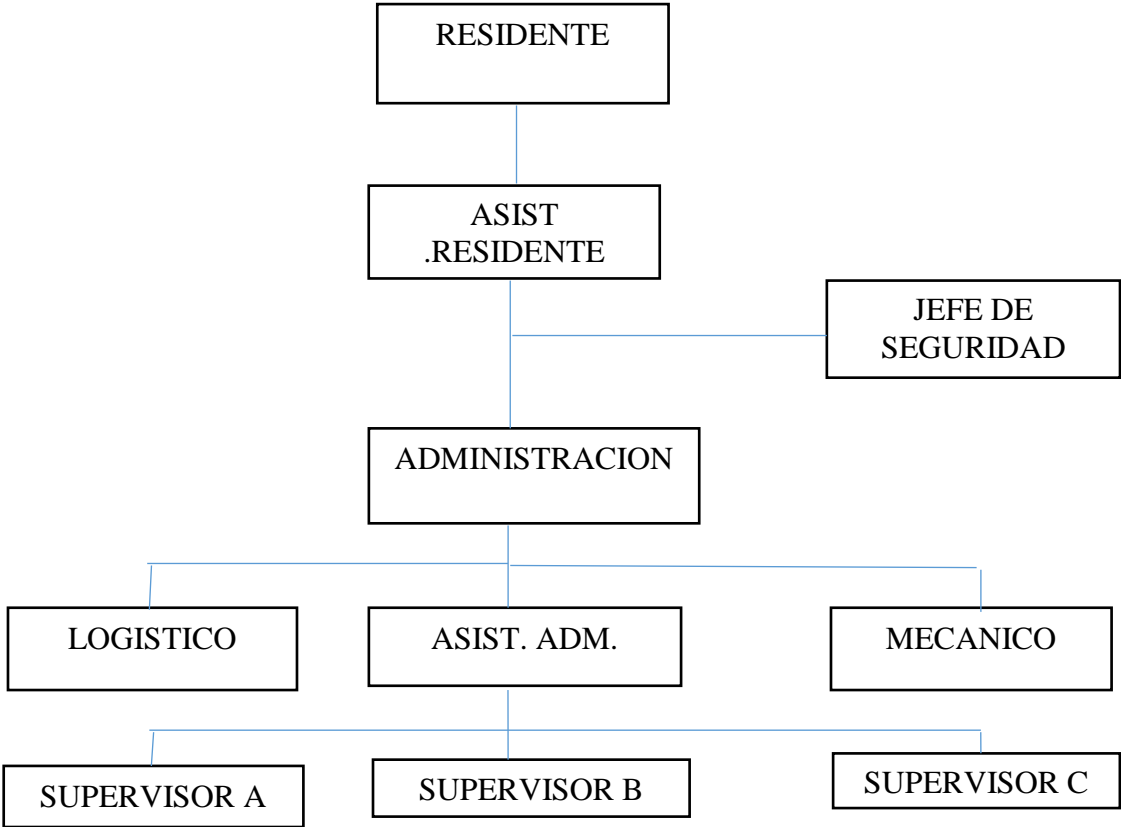 RESIDENTE
ASIST
.RESIDENTE
JEFE DE
SEGURIDAD
ADMINISTRACION
LOGISTICO
ASIST. ADM.
MECANICO
SUPERVISOR A
SUPERVISOR B
SUPERVISOR C